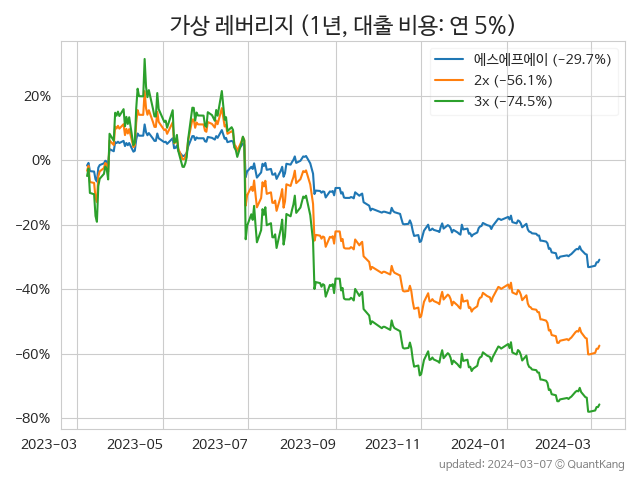 가상 레버리지 (1년, 대출 비용: 연 5%)
에스에프에이 (−29.7%)
2x (−56.1%)
3x (−74.5%)
20%
0%
−20%
−40%
−60%
−80%
2023−03 2023−05 2023−07 2023−09 2023−11 2024−01 2024−03
updated: 2024-03-07 © QuantKang